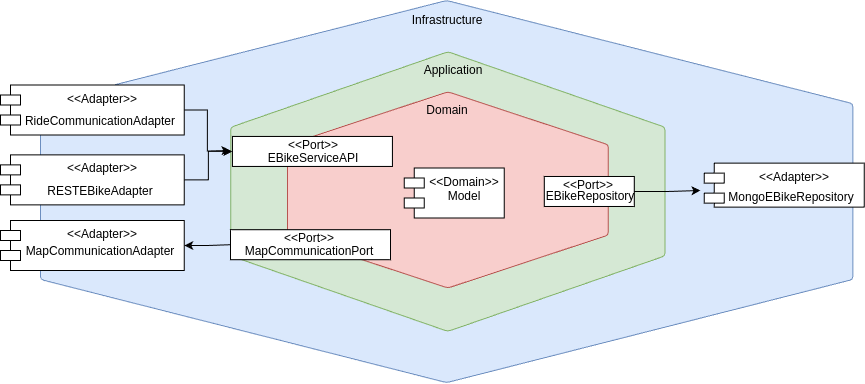 Infrastructure
Application
Domain
<<Adapter>>
RideCommunicationAdapter
<<Adapter>>
RESTEBikeAdapter
<<Adapter>>
MapCommunicationAdapter
<<Port>>
EBikeServiceAPI
<<Port>>
MapCommunicationPort
<<Domain>>
Model
<<Port>>
EBikeRepository
<<Adapter>>
MongoEBikeRepository